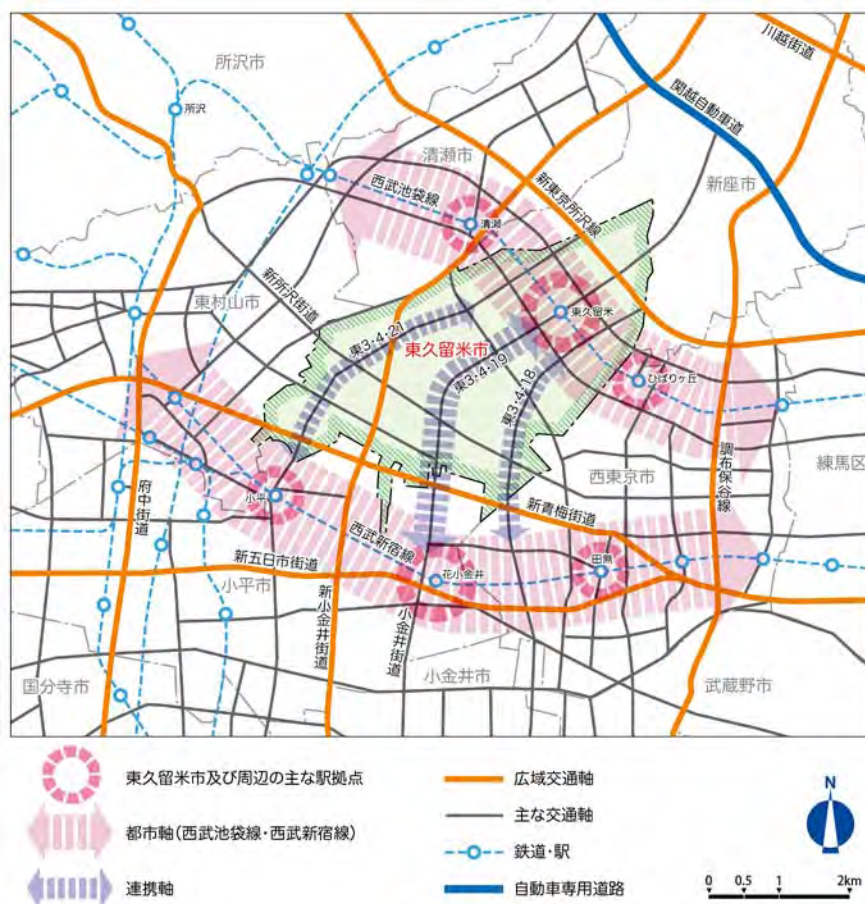 所沢市
川越街道
関越自動車道
所沢
清瀬市
新座市
西武池袋線
新東京所沢線
清瀬
新所沢街道
東村山市
東久留米
東3・4・21
東久留米市
東3・4・19
東3・4・18
ひばりヶ丘
調布保谷線
練馬区
西東京市
府中街道
小平
新青梅街道
西武新宿線
新五日市街道
田無
花小金井
小平市
新小金井街道
小金井街道
小金井市
国分寺市
武蔵野市
東久留米市及び周辺の主な駅拠点
都市軸(西武池袋線・西武新宿線)
連携軸
広域交通軸
主な交通軸
鉄道・駅
自動車専用道路
N
0 0.5 1 2km